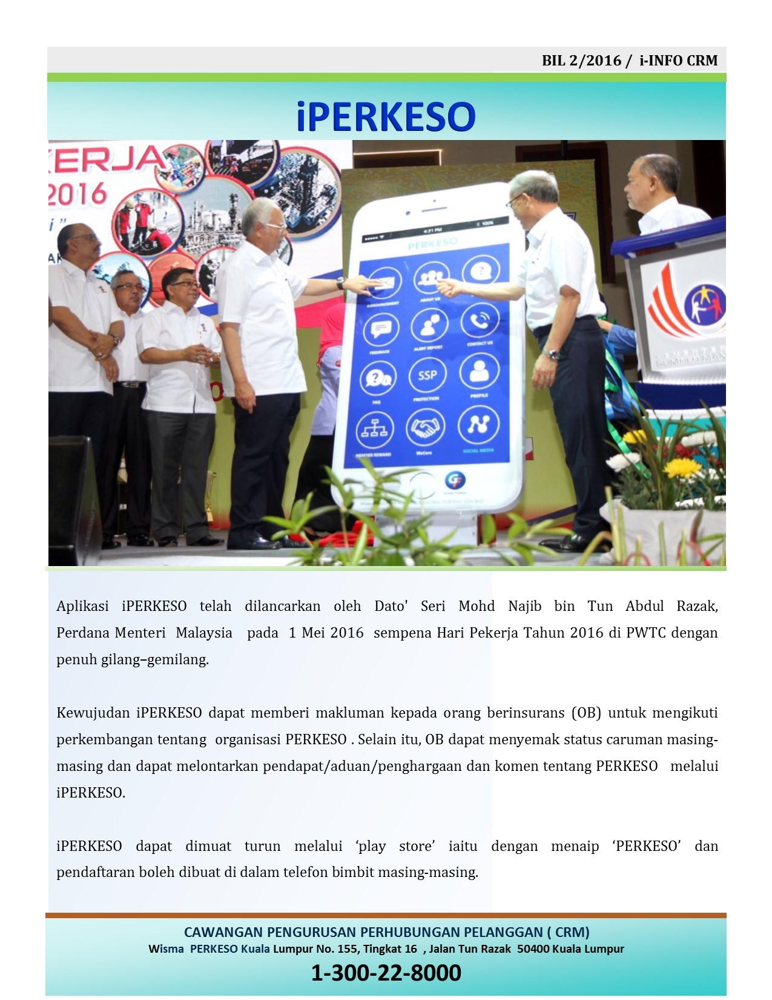 BIL 2/2016 / i-INFO CRM
iPERKESO
ERJA
2016
i”
4:21 PM
100%
PERKESO
ANNOUNCEMENT
ABOUT US
FEEDBACK
ALERT REPORT
CONTACT US
SSP
FAQ
PROTECTION
PROFILE
MEMBER REWARD
WeCare
SOCIAL MEDIA
GF
Aplikasi iPERKESO telah dilancarkan oleh Dato' Seri Mohd Najib bin Tun Abdul Razak,
Perdana Menteri Malaysia pada 1 Mei 2016 sempena Hari Pekerja Tahun 2016 di PWTC dengan
penuh gilang–gemilang.
Kewujudan iPERKESO dapat memberi makluman kepada orang berinsurans (OB) untuk mengikuti
perkembangan tentang organisasi PERKESO . Selain itu, OB dapat menyemak status caruman masing-
masing dan dapat melontarkan pendapat/aduan/penghargaan dan komen tentang PERKESO melalui
iPERKESO.
iPERKESO dapat dimuat turun melalui ‘play store’ iaitu dengan menaip ‘PERKESO’ dan
pendaftaran boleh dibuat di dalam telefon bimbit masing-masing.
CAWANGAN PENGURUSAN PERHUBUNGAN PELANGGAN ( CRM)
Wisma PERKESO Kuala Lumpur No. 155, Tingkat 16 , Jalan Tun Razak 50400 Kuala Lumpur
1-300-22-8000